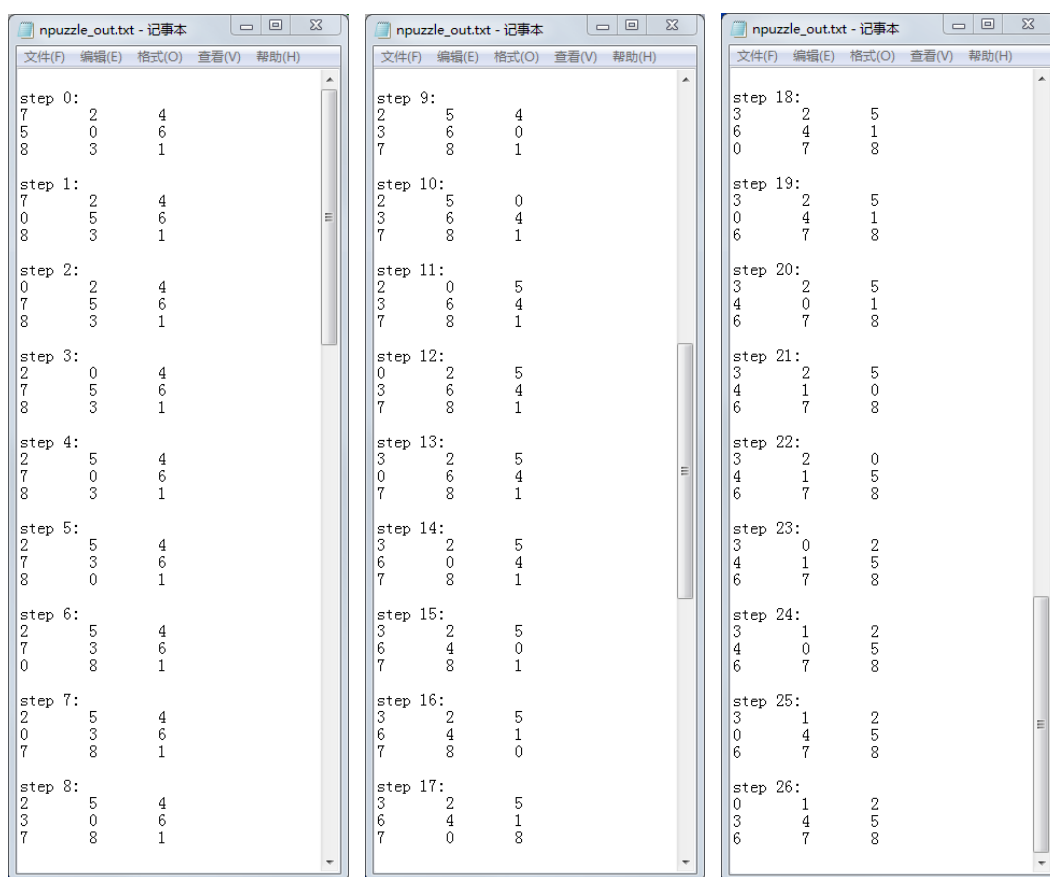 npuzzle_out.txt - 记事本
文件(F) 编辑(E) 格式(O) 查看(V) 帮助(H)
step 0:
7 2 4
5 0 6
8 3 1
step 1:
7 2 4
0 5 6
8 3 1
step 2:
0 2 4
7 5 6
8 3 1
step 3:
2 0 4
7 5 6
8 3 1
step 4:
2 5 4
7 0 6
8 3 1
step 5:
2 5 4
7 3 6
8 0 1
step 6:
2 5 4
7 3 6
0 8 1
step 7:
2 5 4
0 3 6
7 8 1
step 8:
2 5 4
3 0 6
7 8 1
npuzzle_out.txt - 记事本
文件(F) 编辑(E) 格式(O) 查看(V) 帮助(H)
step 9:
2 5 4
3 6 0
7 8 1
step 10:
2 5 0
3 6 4
7 8 1
step 11:
2 0 5
3 6 4
7 8 1
step 12:
0 2 5
3 6 4
7 8 1
step 13:
3 2 5
0 6 4
7 8 1
step 14:
3 2 5
6 0 4
7 8 1
step 15:
3 2 5
6 4 0
7 8 1
step 16:
3 2 5
6 4 1
7 8 0
step 17:
3 2 5
6 4 1
7 0 8
npuzzle_out.txt - 记事本
文件(F) 编辑(E) 格式(O) 查看(V) 帮助(H)
step 18:
3 2 5
6 4 1
0 7 8
step 19:
3 2 5
0 4 1
6 7 8
step 20:
3 2 5
4 0 1
6 7 8
step 21:
3 2 5
4 1 0
6 7 8
step 22:
3 2 0
4 1 5
6 7 8
step 23:
3 0 2
4 1 5
6 7 8
step 24:
3 1 2
4 0 5
6 7 8
step 25:
3 1 2
0 4 5
6 7 8
step 26:
0 1 2
3 4 5
6 7 8